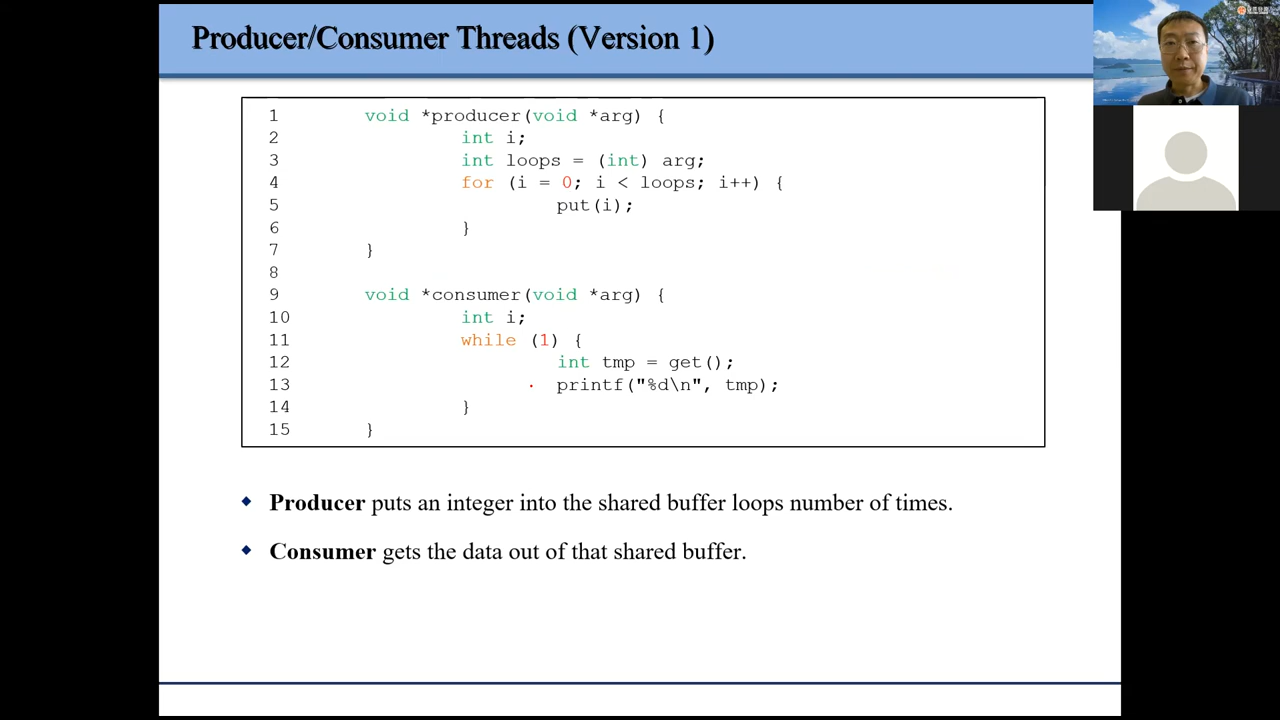 Producer/Consumer Threads (Version 1)
1 void *producer(void *arg) {
2 int i;
3 int loops = (int) arg;
4 for (i = 0; i < loops; i++) {
5 put(i);
6 }
7 }
8
9 void *consumer(void *arg) {
10 int i;
11 while (1) {
12 int tmp = get();
13 printf("%d\n", tmp);
14 }
15 }
Producer puts an integer into the shared buffer loops number of times.
Consumer gets the data out of that shared buffer.